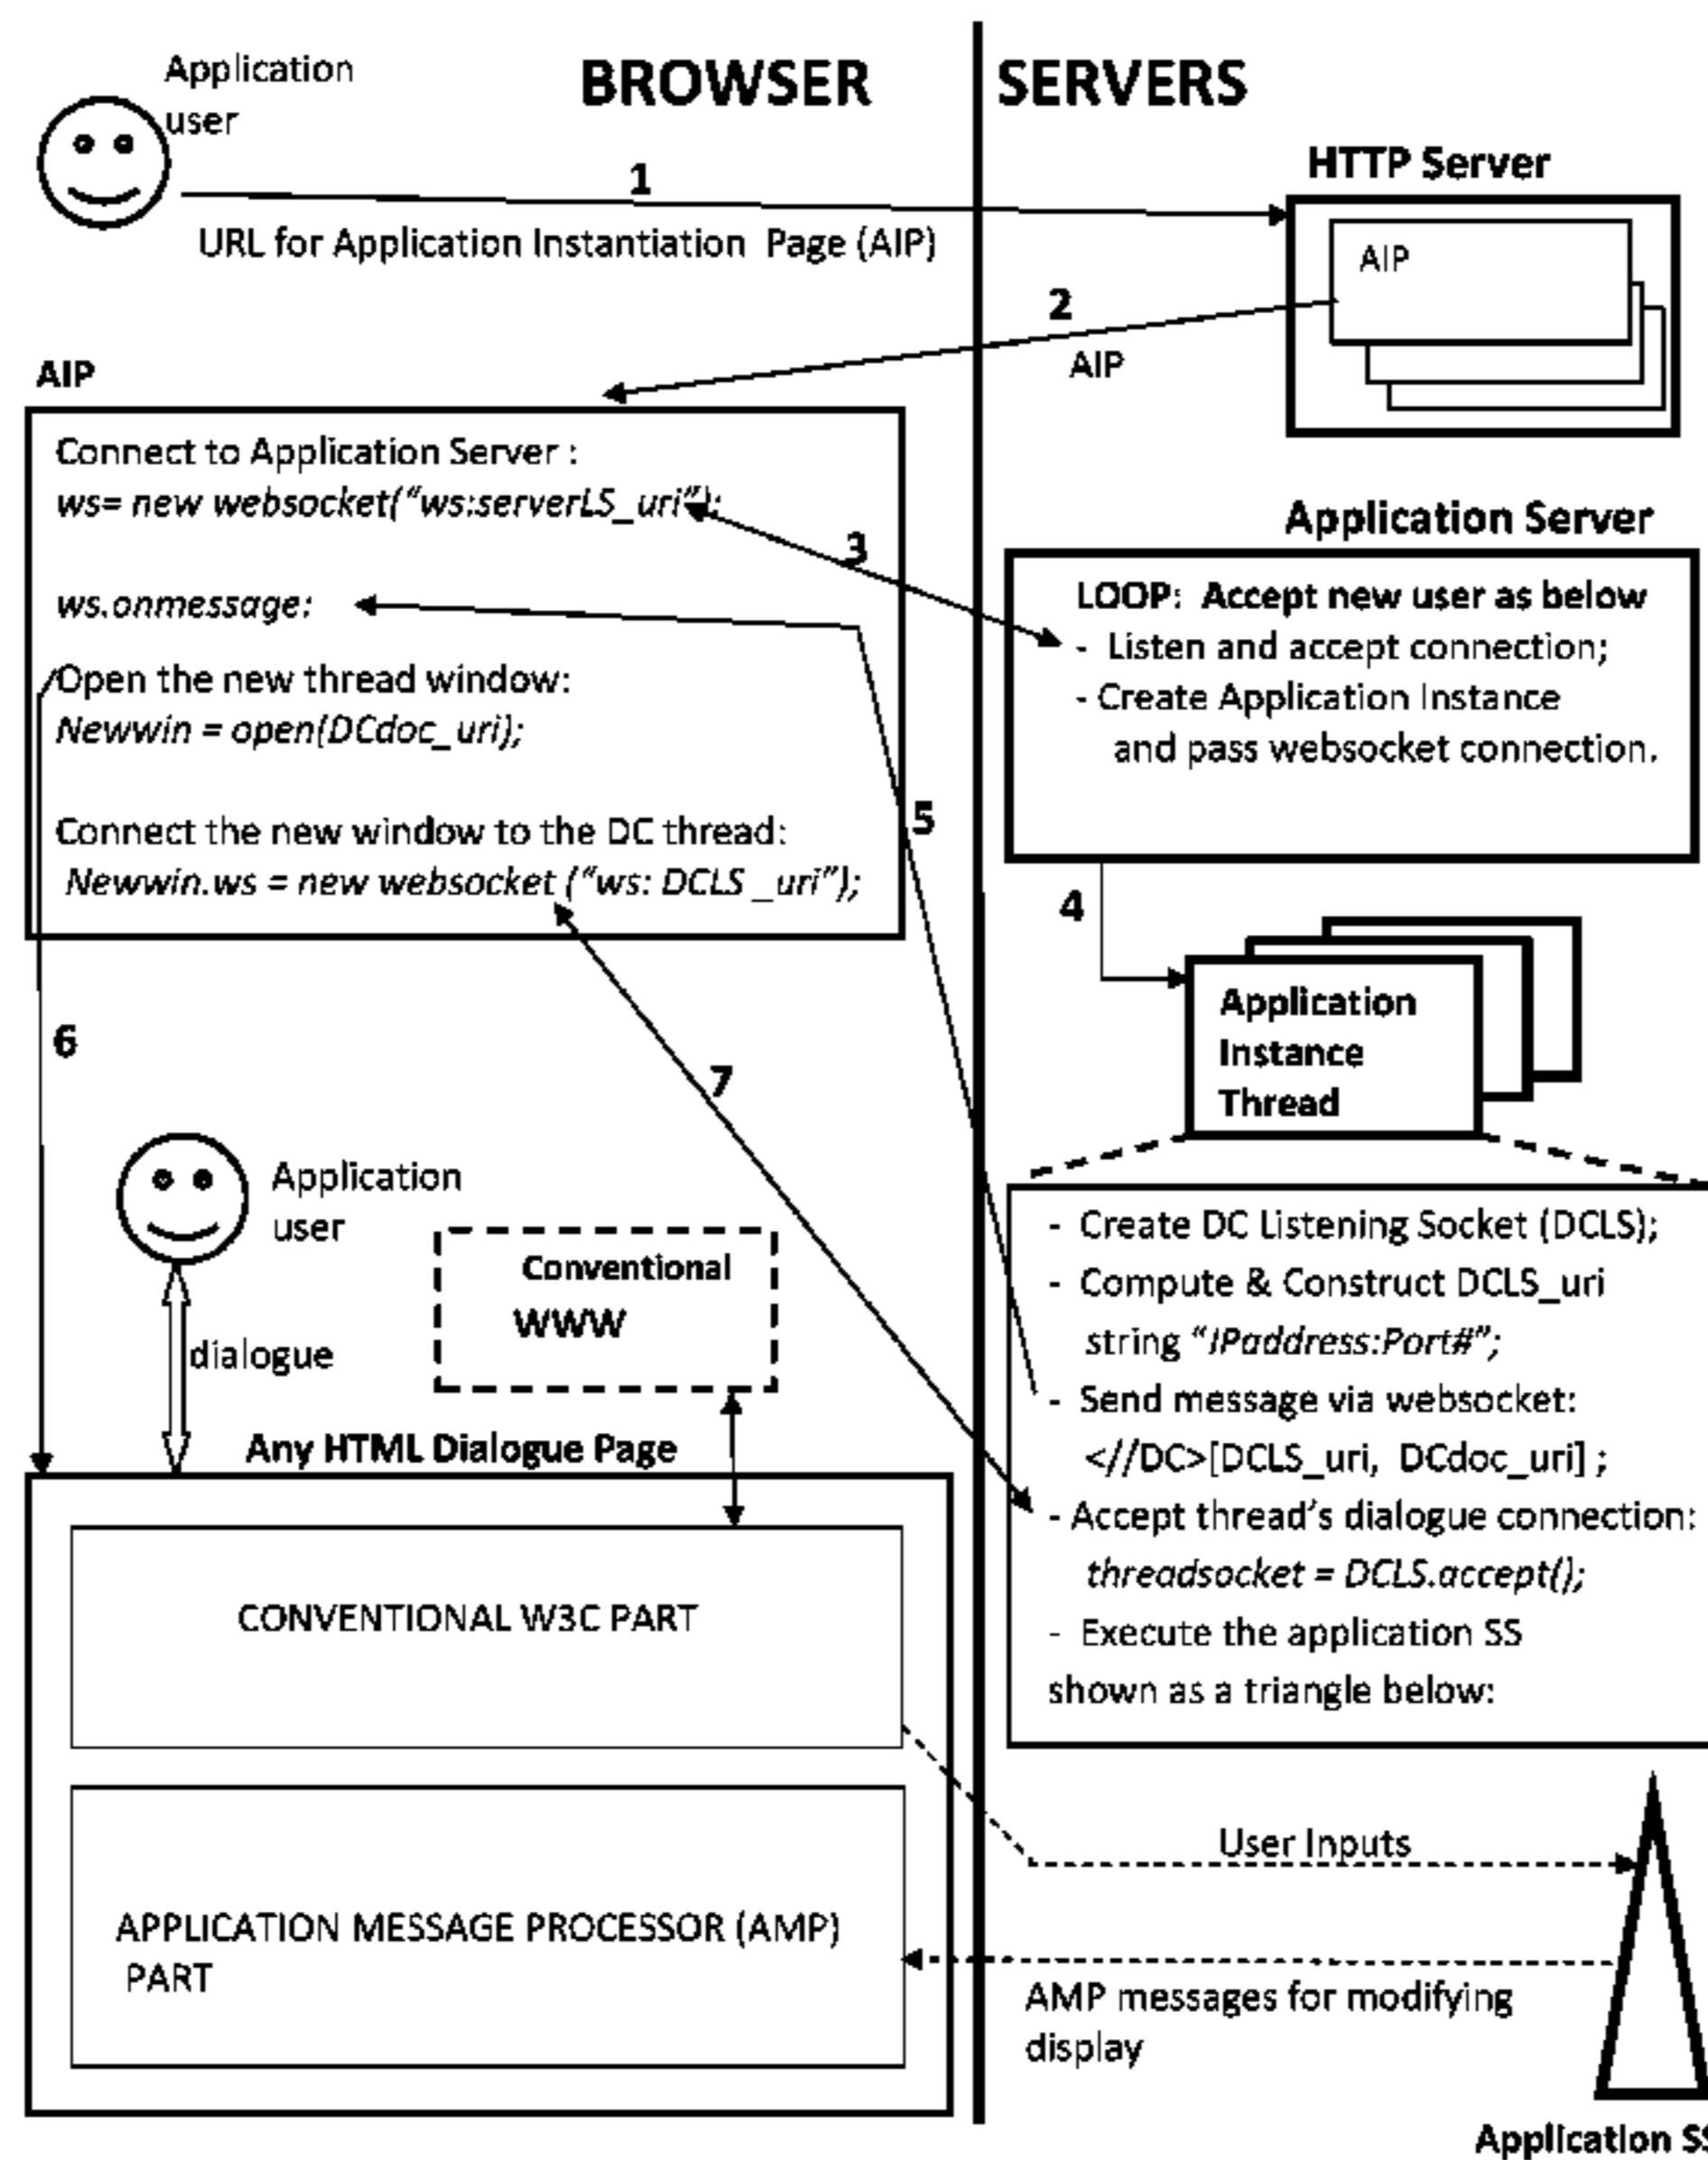 Application
user
BROWSER
SERVERS
HTTP Server
1
URL for Application Instantiation Page (AIP)
AIP
2
AIP
AIP
Connect to Application Server :
ws= new websocket("ws:serverLS_uri");
3
ws.onmessage:
Open the new thread window:
Newwin = open(DCdoc_uri);
Connect the new window to the DC thread:
Newwin.ws = new websocket ("ws: DCLS _uri");
Application Server
LOOP: Accept new user as below
- Listen and accept connection;
- Create Application Instance
and pass websocket connection.
5
4
Application
Instance
Thread
6
7
Application
user
dialogue
Conventional
WWW
- Create DC Listening Socket (DCLS);
- Compute & Construct DCLS_uri
string "IPaddress:Port#";
- Send message via websocket:
<//DC>[DCLS_uri, DCdoc_uri] ;
- Accept thread's dialogue connection:
threadsocket = DCLS.accept();
- Execute the application SS
shown as a triangle below:
Any HTML Dialogue Page
CONVENTIONAL W3C PART
APPLICATION MESSAGE PROCESSOR (AMP)
PART
User Inputs
AMP messages for modifying
display
Application SS